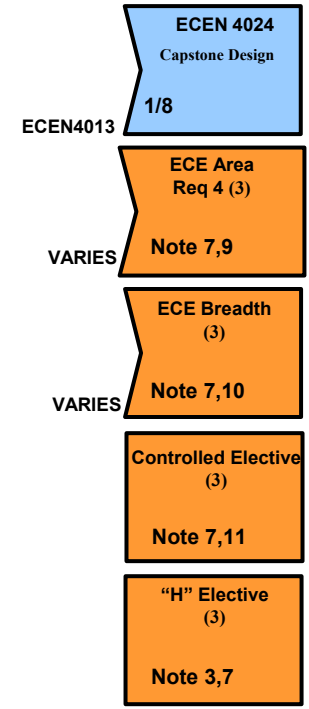 ECEN 4024
Capstone Design
1/8
ECEN4013
ECE Area
Req 4 (3)
Note 7,9
VARIES
ECE Breadth
(3)
Note 7,10
VARIES
Controlled Elective
(3)
Note 7,11
“H” Elective
(3)
Note 3,7